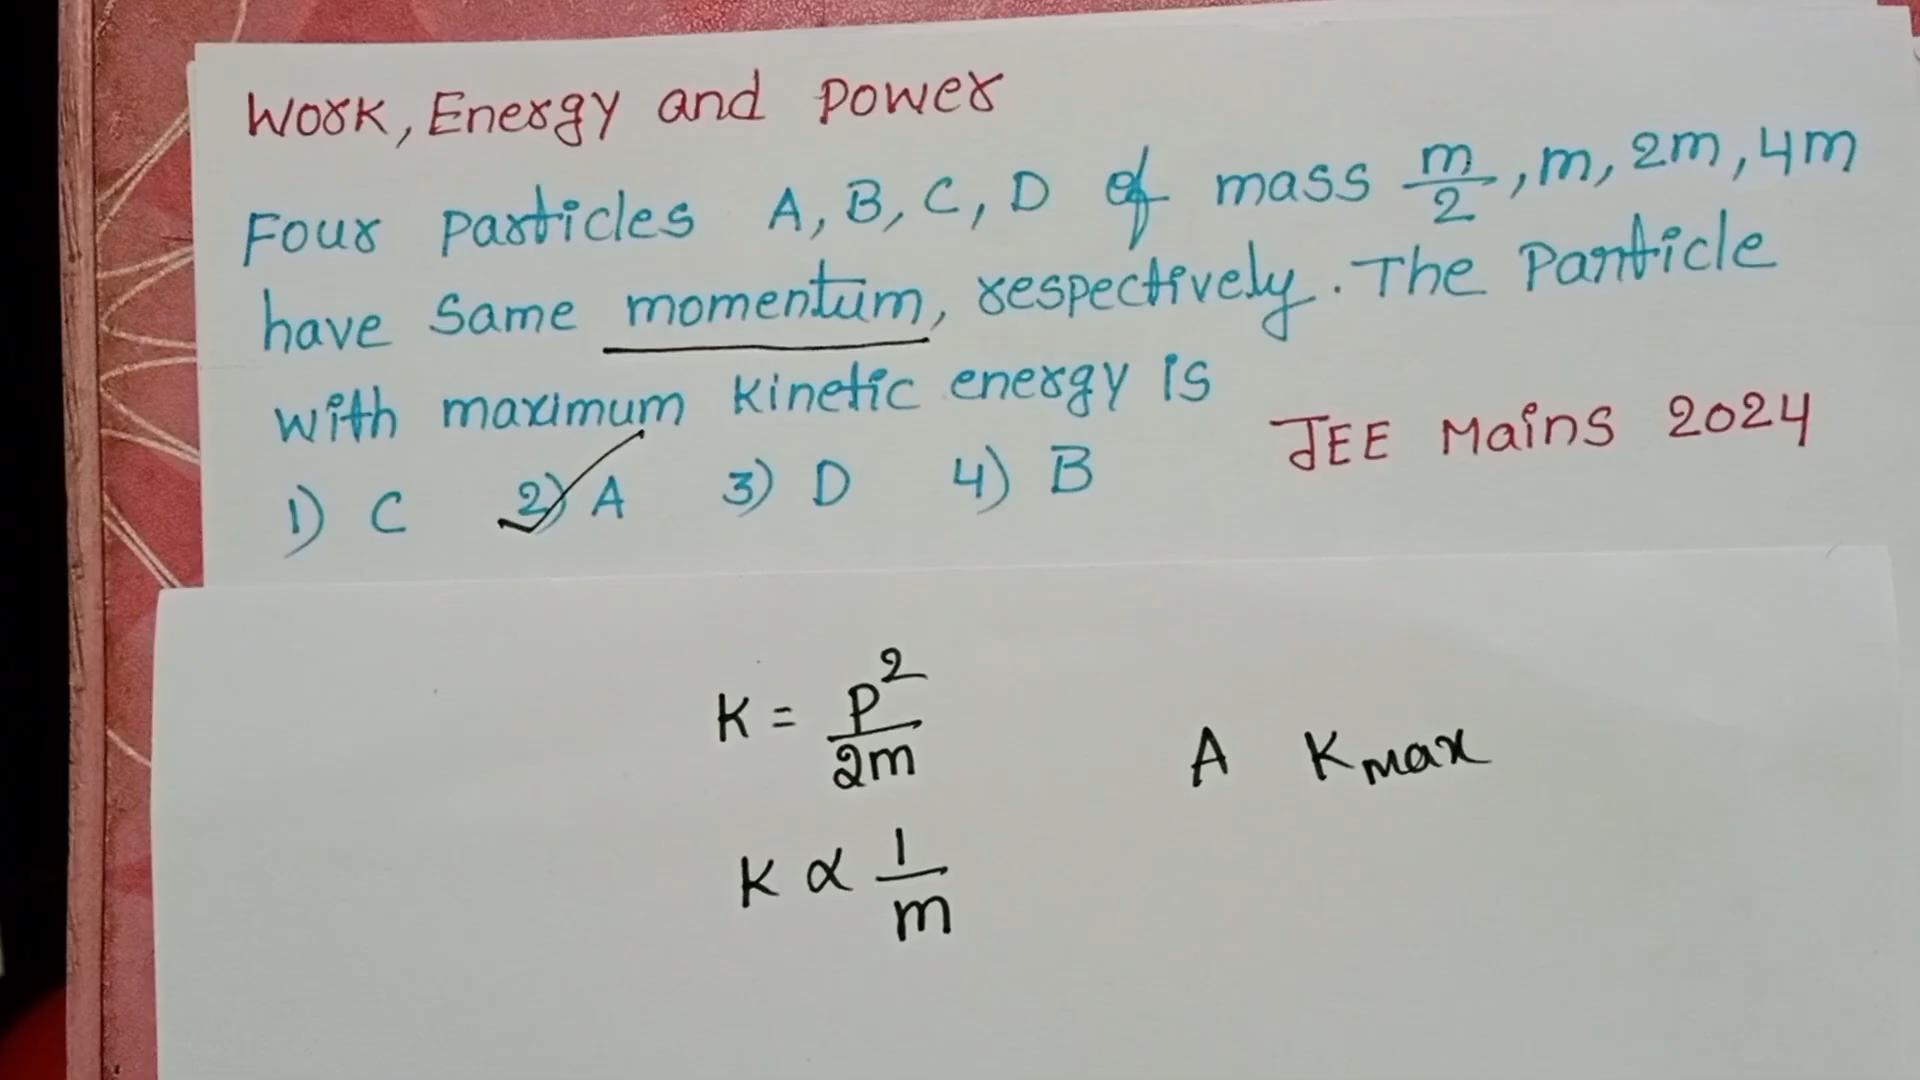 Work, Energy and Power
Four Particles A, B, C, D of mass m/2, m, 2m, 4m
have same momentum, respectively. The Particle
with maximum kinetic energy is
JEE Mains 2024
1) C 2) A 3) D 4) B
K = P²/2m
A Kmax
K ∝ 1/m